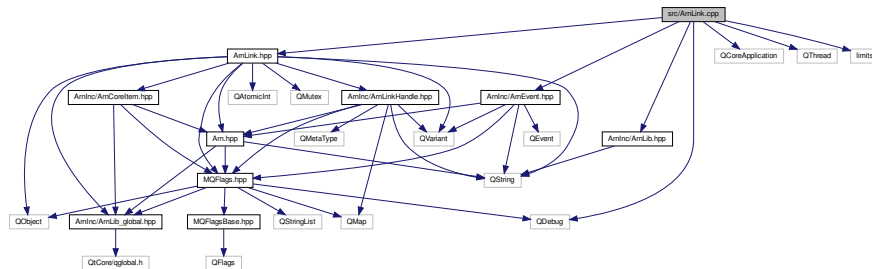 src/ArnLink.cpp
ArnLink.hpp
QCoreApplication
QThread
limits
ArnInc/ArnCoreItem.hpp
QAtomicInt
QMutex
ArnInc/ArnLinkHandle.hpp
ArnInc/ArnEvent.hpp
Arn.hpp
QMetaType
QVariant
QEvent
ArnInc/ArnLib.hpp
MQFlags.hpp
QString
QObject
ArnInc/ArnLib_global.hpp
MQFlagsBase.hpp
QStringList
QMap
QDebug
QtCore/qglobal.h
QFlags